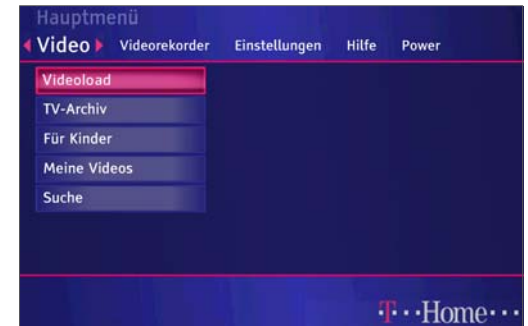 Hauptmenü
Video Videorekorder Einstellungen Hilfe Power
Videoload
TV-Archiv
Für Kinder
Meine Videos
Suche
·T···Home···